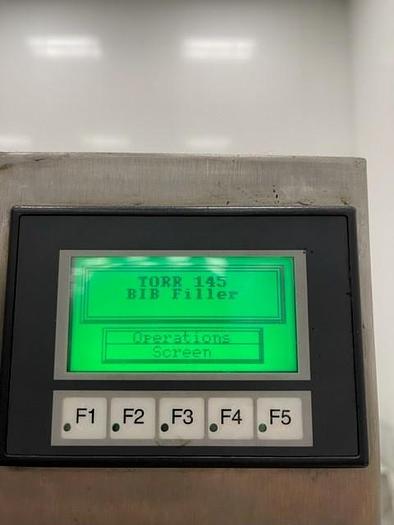 TORR 145
BIB Filler
Operations
Screen
F1 F2 F3 F4 F5